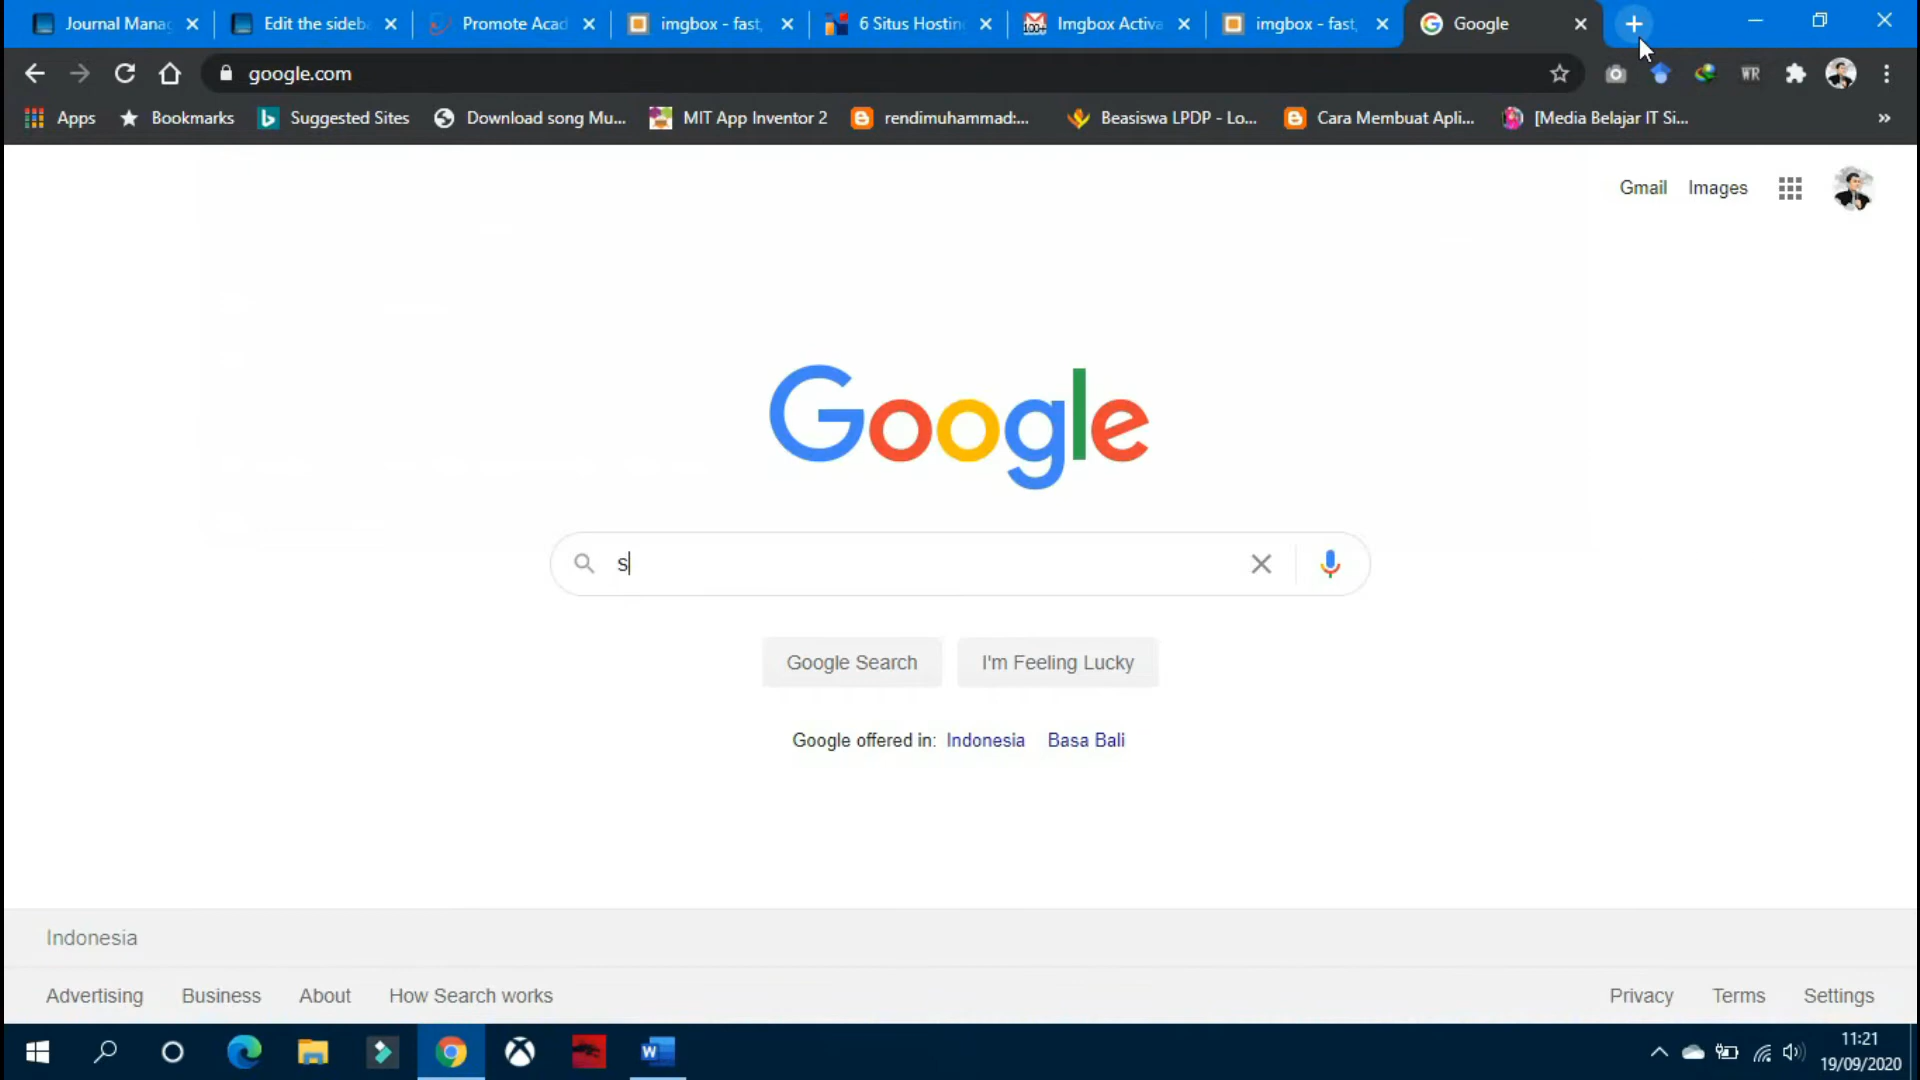 Journal Manag
Edit the sideba
Promote Acad
imgbox - fast,
6 Situs Hosting
Imgbox Activa
imgbox - fast,
Google
google.com
WR
Apps
Bookmarks
Suggested Sites
Download song Mu...
MIT App Inventor 2
rendimuhammad:...
Beasiswa LPDP - Lo...
Cara Membuat Apli...
[Media Belajar IT Si...
»
Gmail Images
Google
s
Google Search
I'm Feeling Lucky
Google offered in: Indonesia Basa Bali
Indonesia
Advertising Business About How Search works
Privacy Terms Settings
11:21
19/09/2020